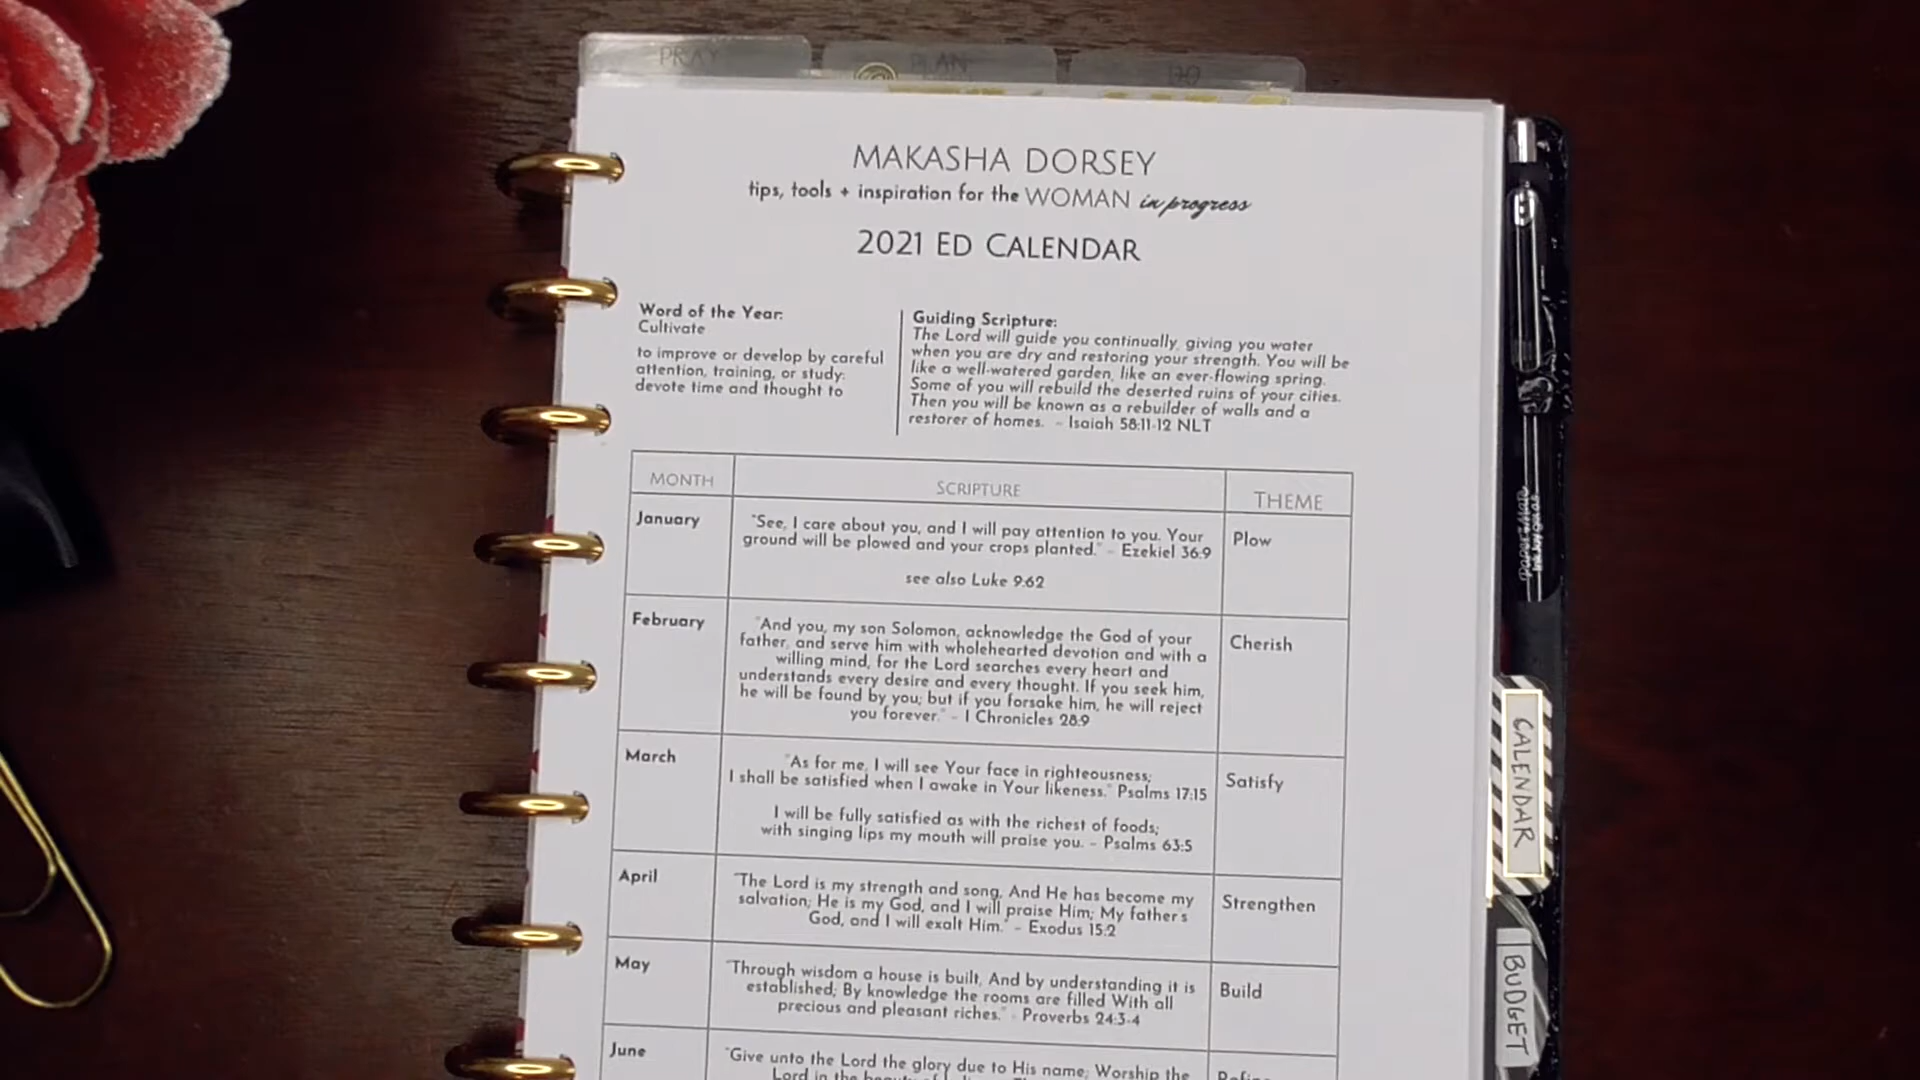 PRAY
PLAN
DO
MAKASHA DORSEY
tips, tools + inspiration for the WOMAN in progress
2021 ED CALENDAR
Word of the Year:
Cultivate
to improve or develop by careful
attention, training, or study:
devote time and thought to
Guiding Scripture:
The Lord will guide you continually, giving you water
when you are dry and restoring your strength. You will be
like a well-watered garden, like an ever-flowing spring.
Some of you will rebuild the deserted ruins of your cities.
Then you will be known as a rebuilder of walls and a
restorer of homes. - Isaiah 58:11-12 NLT
MONTH
SCRIPTURE
THEME
January
"See, I care about you, and I will pay attention to you. Your
ground will be plowed and your crops planted." - Ezekiel 36:9
see also Luke 9:62
Plow
February
"And you, my son Solomon, acknowledge the God of your
father, and serve him with wholehearted devotion and with a
willing mind, for the Lord searches every heart and
understands every desire and every thought. If you seek him,
he will be found by you; but if you forsake him, he will reject
you forever." - 1 Chronicles 28:9
Cherish
March
"As for me, I will see Your face in righteousness;
I shall be satisfied when I awake in Your likeness." Psalms 17:15
I will be fully satisfied as with the richest of foods;
with singing lips my mouth will praise you. - Psalms 63:5
Satisfy
April
"The Lord is my strength and song, And He has become my
salvation; He is my God, and I will praise Him; My father's
God, and I will exalt Him." - Exodus 15:2
Strengthen
May
"Through wisdom a house is built, And by understanding it is
established; By knowledge the rooms are filled With all
precious and pleasant riches." - Proverbs 24:3-4
Build
June
"Give unto the Lord the glory due to His name; Worship the
Lord in the
CALENDAR
BUDGET
PaperMate
InkJoy